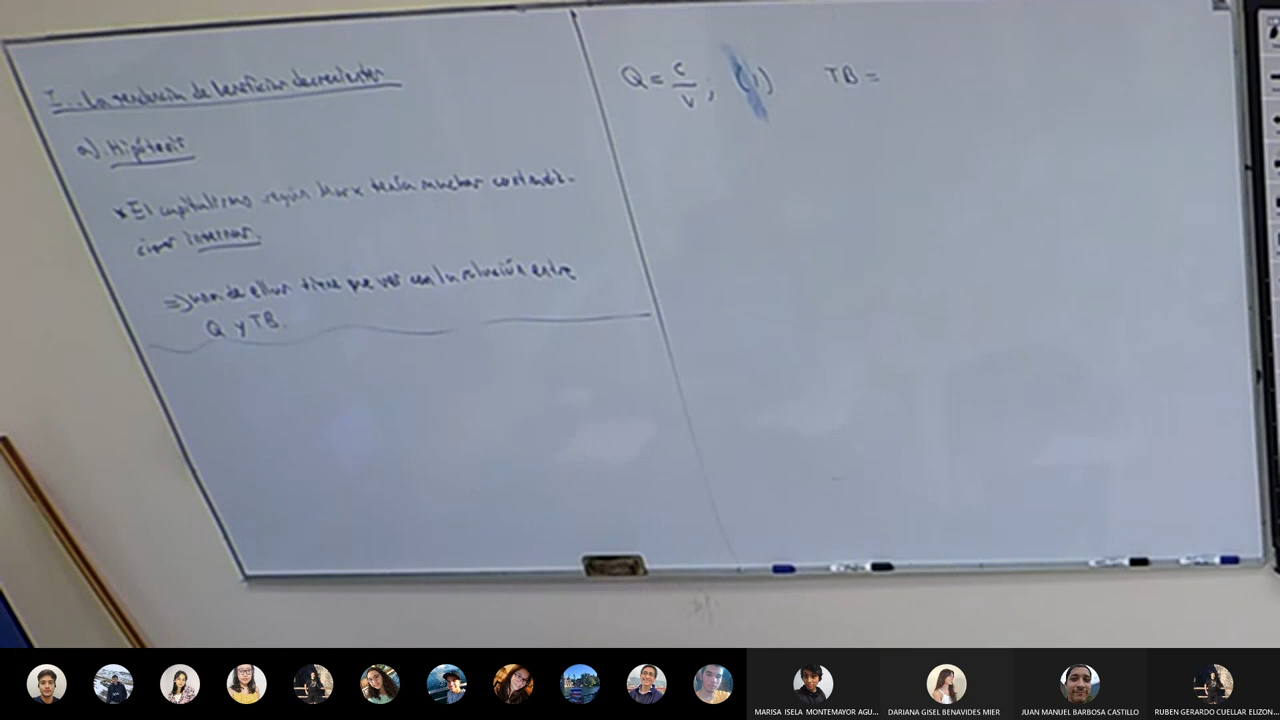 I.- La tendencia de beneficios decrecientes
a). Hipótesis
* El capitalismo según Marx tenía muchas contradic-
ciones internas.
=> una de ellas tiene que ver con la relación entre
Q y TB.
Q = c/v ; (1) TB =
MARISA ISELA MONTEMAYOR AGU...
DARIANA GISEL BENAVIDES MIER
JUAN MANUEL BARBOSA CASTILLO
RUBEN GERARDO CUELLAR ELIZON...